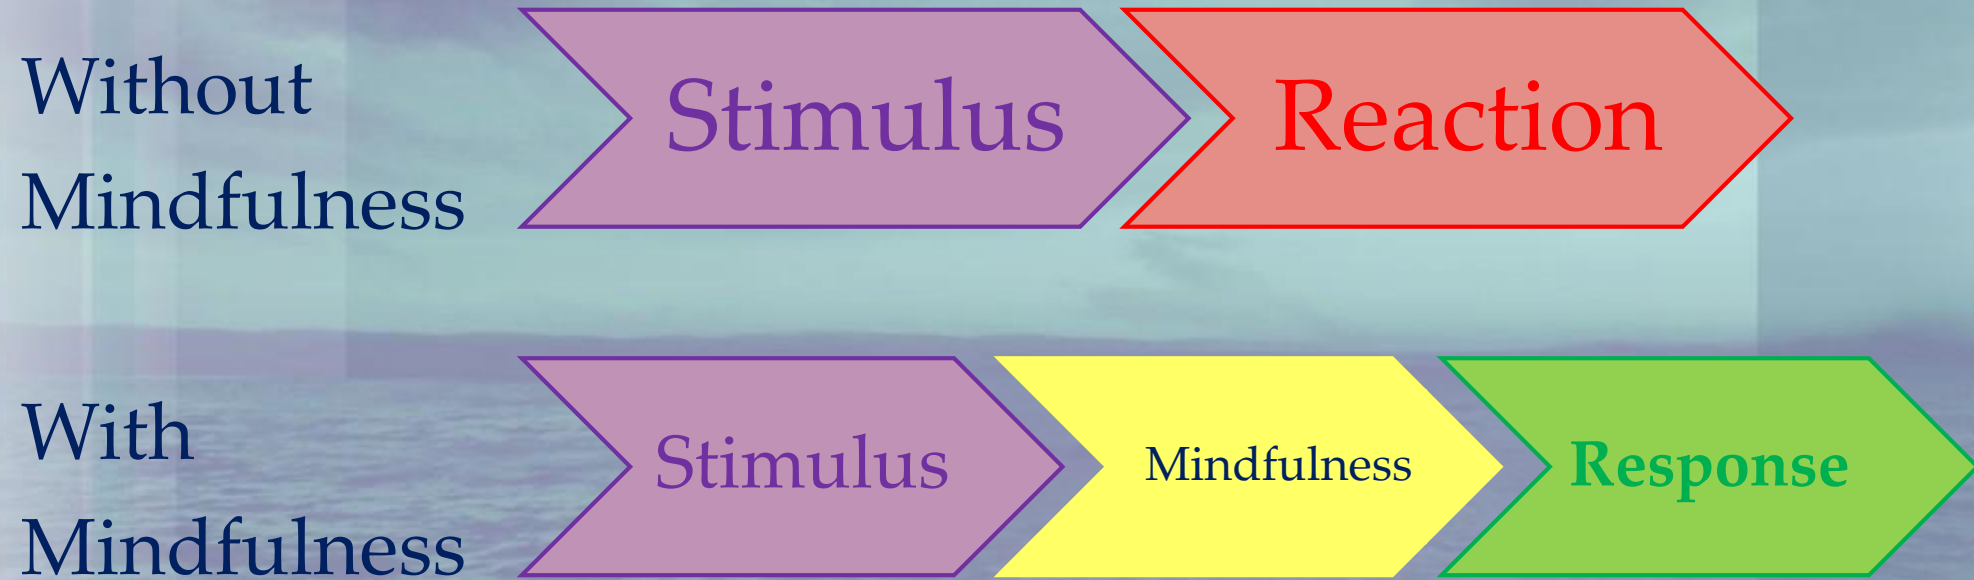 Without
Mindfulness
Stimulus
Reaction
With
Mindfulness
Stimulus
Mindfulness
Response